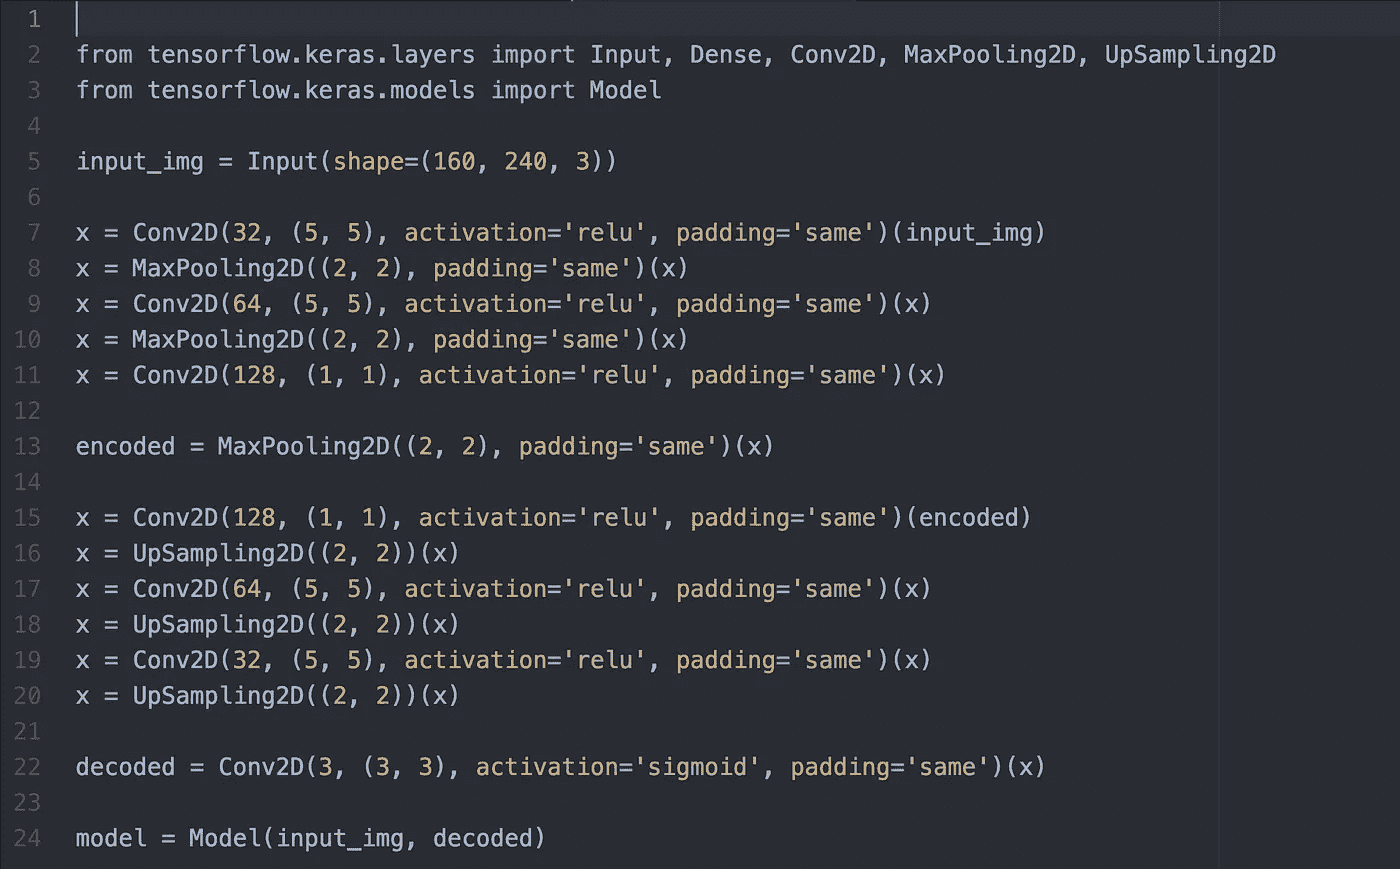 1
2 from tensorflow.keras.layers import Input, Dense, Conv2D, MaxPooling2D, UpSampling2D
3 from tensorflow.keras.models import Model
4
5 input_img = Input(shape=(160, 240, 3))
6
7 x = Conv2D(32, (5, 5), activation='relu', padding='same')(input_img)
8 x = MaxPooling2D((2, 2), padding='same')(x)
9 x = Conv2D(64, (5, 5), activation='relu', padding='same')(x)
10 x = MaxPooling2D((2, 2), padding='same')(x)
11 x = Conv2D(128, (1, 1), activation='relu', padding='same')(x)
12
13 encoded = MaxPooling2D((2, 2), padding='same')(x)
14
15 x = Conv2D(128, (1, 1), activation='relu', padding='same')(encoded)
16 x = UpSampling2D((2, 2))(x)
17 x = Conv2D(64, (5, 5), activation='relu', padding='same')(x)
18 x = UpSampling2D((2, 2))(x)
19 x = Conv2D(32, (5, 5), activation='relu', padding='same')(x)
20 x = UpSampling2D((2, 2))(x)
21
22 decoded = Conv2D(3, (3, 3), activation='sigmoid', padding='same')(x)
23
24 model = Model(input_img, decoded)